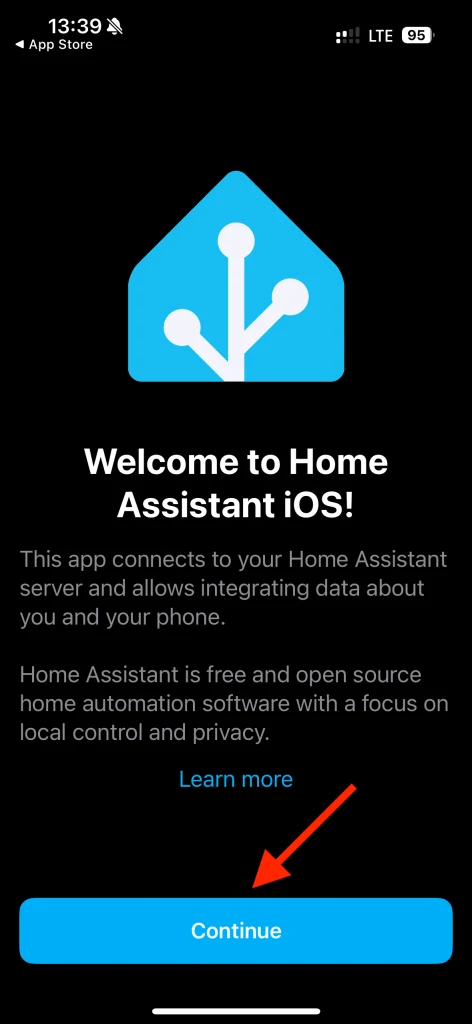 13:39
LTE 95
◀ App Store
Welcome to Home
Assistant iOS!
This app connects to your Home Assistant
server and allows integrating data about
you and your phone.
Home Assistant is free and open source
home automation software with a focus on
local control and privacy.
Learn more
Continue